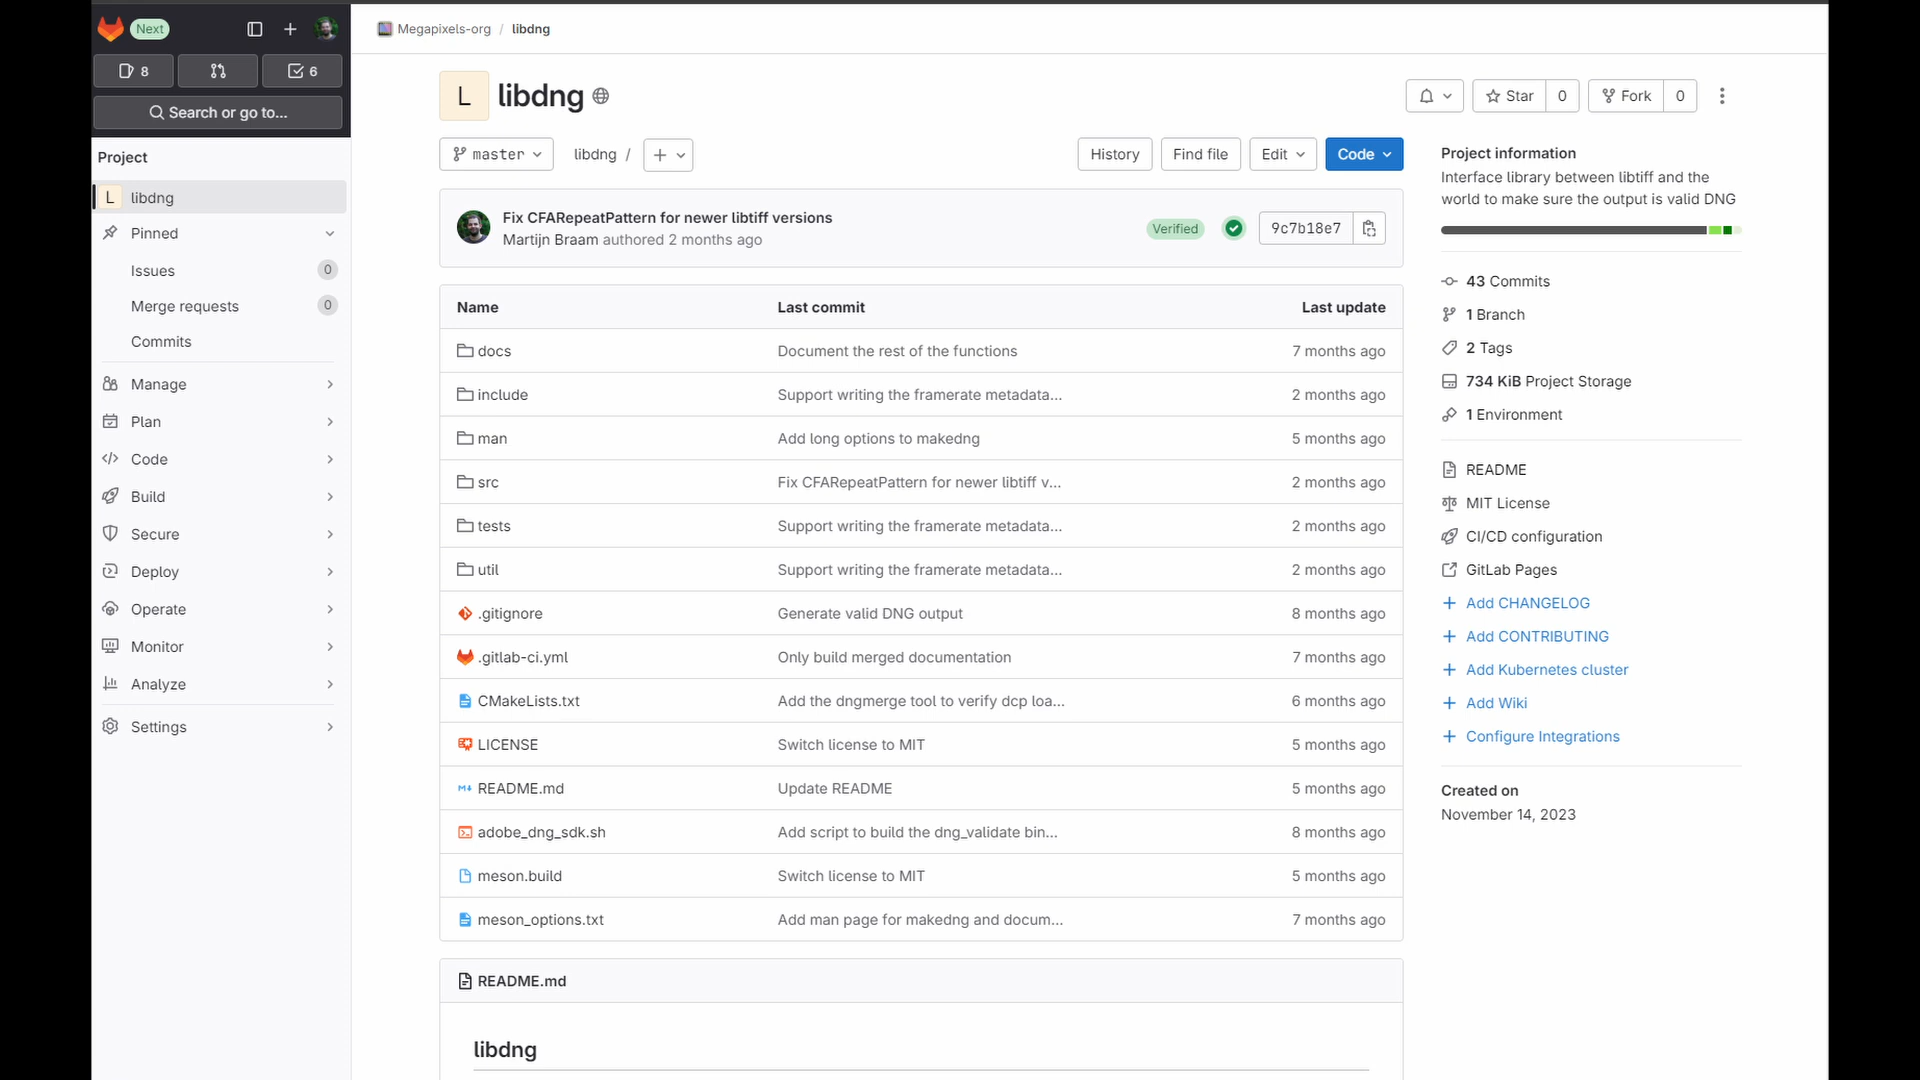 Next
8
6
Search or go to...
Project
L libdng
Pinned
Issues 0
Merge requests 0
Commits
Manage
Plan
Code
Build
Secure
Deploy
Operate
Monitor
Analyze
Settings
Megapixels-org / libdng
L libdng
Star 0
Fork 0
master
libdng /
History
Find file
Edit
Code
Fix CFARepeatPattern for newer libtiff versions
Martijn Braam authored 2 months ago
Verified
9c7b18e7
Name Last commit Last update
docs Document the rest of the functions 7 months ago
include Support writing the framerate metadata... 2 months ago
man Add long options to makedng 5 months ago
src Fix CFARepeatPattern for newer libtiff v... 2 months ago
tests Support writing the framerate metadata... 2 months ago
util Support writing the framerate metadata... 2 months ago
.gitignore Generate valid DNG output 8 months ago
.gitlab-ci.yml Only build merged documentation 7 months ago
CMakeLists.txt Add the dngmerge tool to verify dcp loa... 6 months ago
LICENSE Switch license to MIT 5 months ago
README.md Update README 5 months ago
adobe_dng_sdk.sh Add script to build the dng_validate bin... 8 months ago
meson.build Switch license to MIT 5 months ago
meson_options.txt Add man page for makedng and docum... 7 months ago
README.md
libdng
Project information
Interface library between libtiff and the
world to make sure the output is valid DNG
43 Commits
1 Branch
2 Tags
734 KiB Project Storage
1 Environment
README
MIT License
CI/CD configuration
GitLab Pages
Add CHANGELOG
Add CONTRIBUTING
Add Kubernetes cluster
Add Wiki
Configure Integrations
Created on
November 14, 2023